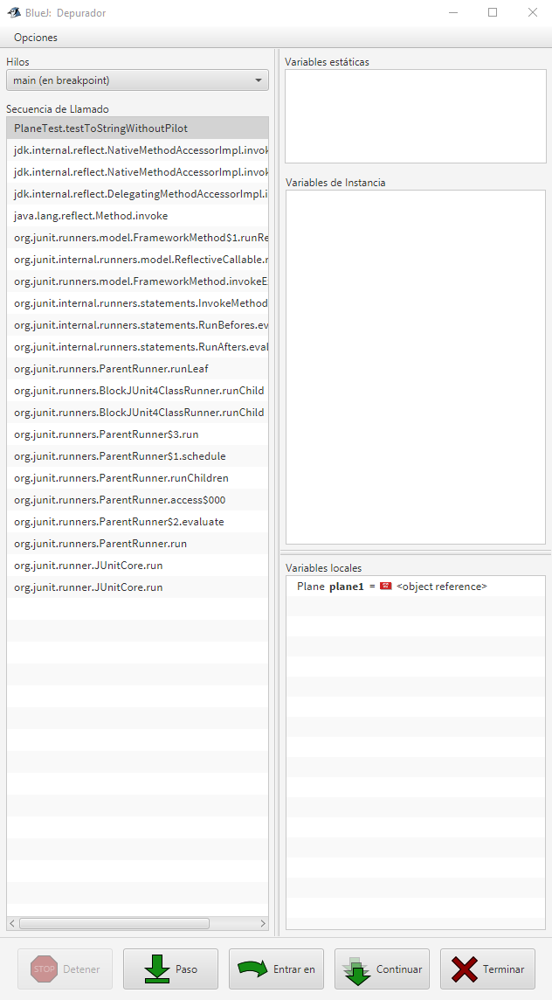 BlueJ: Depurador
Opciones
Hilos
main (en breakpoint)
Secuencia de Llamado
PlaneTest.testToStringWithoutPilot
jdk.internal.reflect.NativeMethodAccessorImpl.invok
jdk.internal.reflect.NativeMethodAccessorImpl.invok
jdk.internal.reflect.DelegatingMethodAccessorImpl.i
java.lang.reflect.Method.invoke
org.junit.runners.model.FrameworkMethod$1.runRe
org.junit.internal.runners.model.ReflectiveCallable.r
org.junit.runners.model.FrameworkMethod.invokeE
org.junit.internal.runners.statements.InvokeMethod
org.junit.internal.runners.statements.RunBefores.ev
org.junit.internal.runners.statements.RunAfters.eval
org.junit.runners.ParentRunner.runLeaf
org.junit.runners.BlockJUnit4ClassRunner.runChild
org.junit.runners.BlockJUnit4ClassRunner.runChild
org.junit.runners.ParentRunner$3.run
org.junit.runners.ParentRunner$1.schedule
org.junit.runners.ParentRunner.runChildren
org.junit.runners.ParentRunner.access$000
org.junit.runners.ParentRunner$2.evaluate
org.junit.runners.ParentRunner.run
org.junit.runner.JUnitCore.run
org.junit.runner.JUnitCore.run
Variables estáticas
Variables de Instancia
Variables locales
Plane plane1 = <object reference>
STOP Detener
Paso
Entrar en
Continuar
Terminar